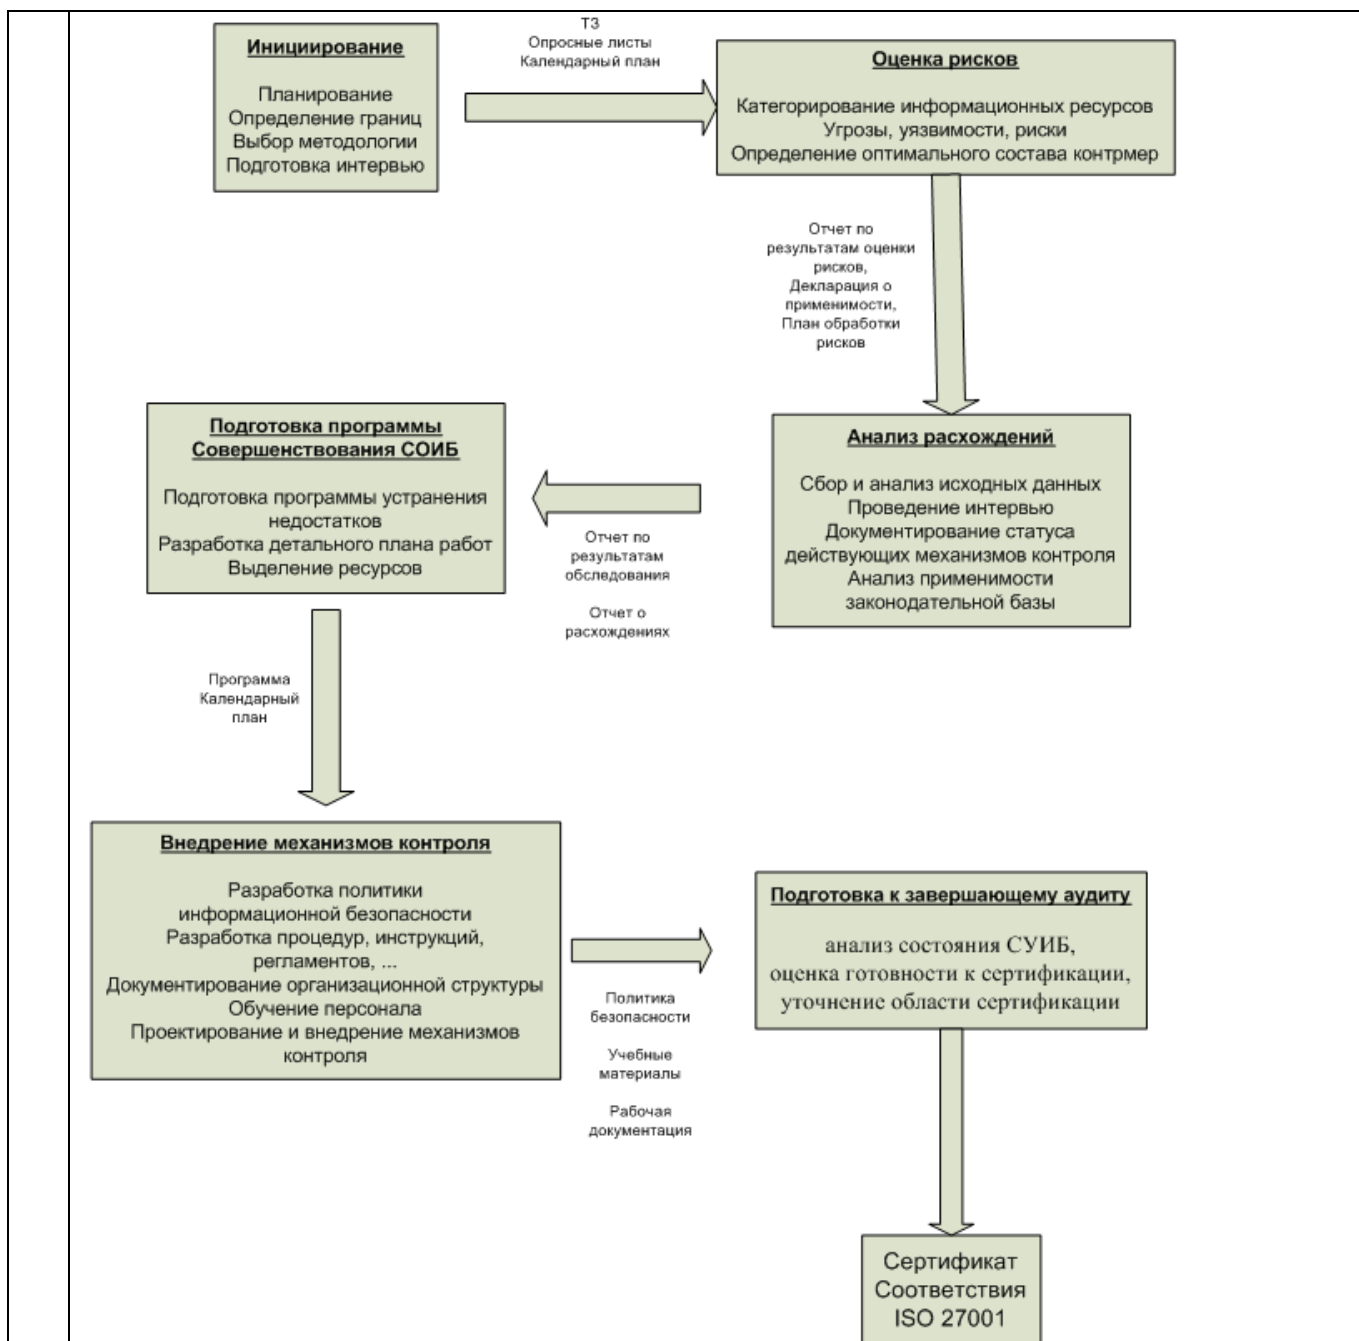 Инициирование
Планирование
Определение границ
Выбор методологии
Подготовка интервью
ТЗ
Опросные листы
Календарный план
Оценка рисков
Категорирование информационных ресурсов
Угрозы, уязвимости, риски
Определение оптимального состава контрмер
Отчет по
результатам оценки
рисков,
Декларация о
применимости,
План обработки
рисков
Анализ расхождений
Сбор и анализ исходных данных
Проведение интервью
Документирование статуса
действующих механизмов контроля
Анализ применимости
законодательной базы
Отчет по
результатам
обследования
Отчет о
расхождениях
Подготовка программы
Совершенствования СОИБ
Подготовка программы устранения
недостатков
Разработка детального плана работ
Выделение ресурсов
Программа
Календарный
план
Внедрение механизмов контроля
Разработка политики
информационной безопасности
Разработка процедур, инструкций,
регламентов, ...
Документирование организационной структуры
Обучение персонала
Проектирование и внедрение механизмов
контроля
Политика
безопасности
Учебные
материалы
Рабочая
документация
Подготовка к завершающему аудиту
анализ состояния СУИБ,
оценка готовности к сертификации,
уточнение области сертификации
Сертификат
Соответствия
ISO 27001